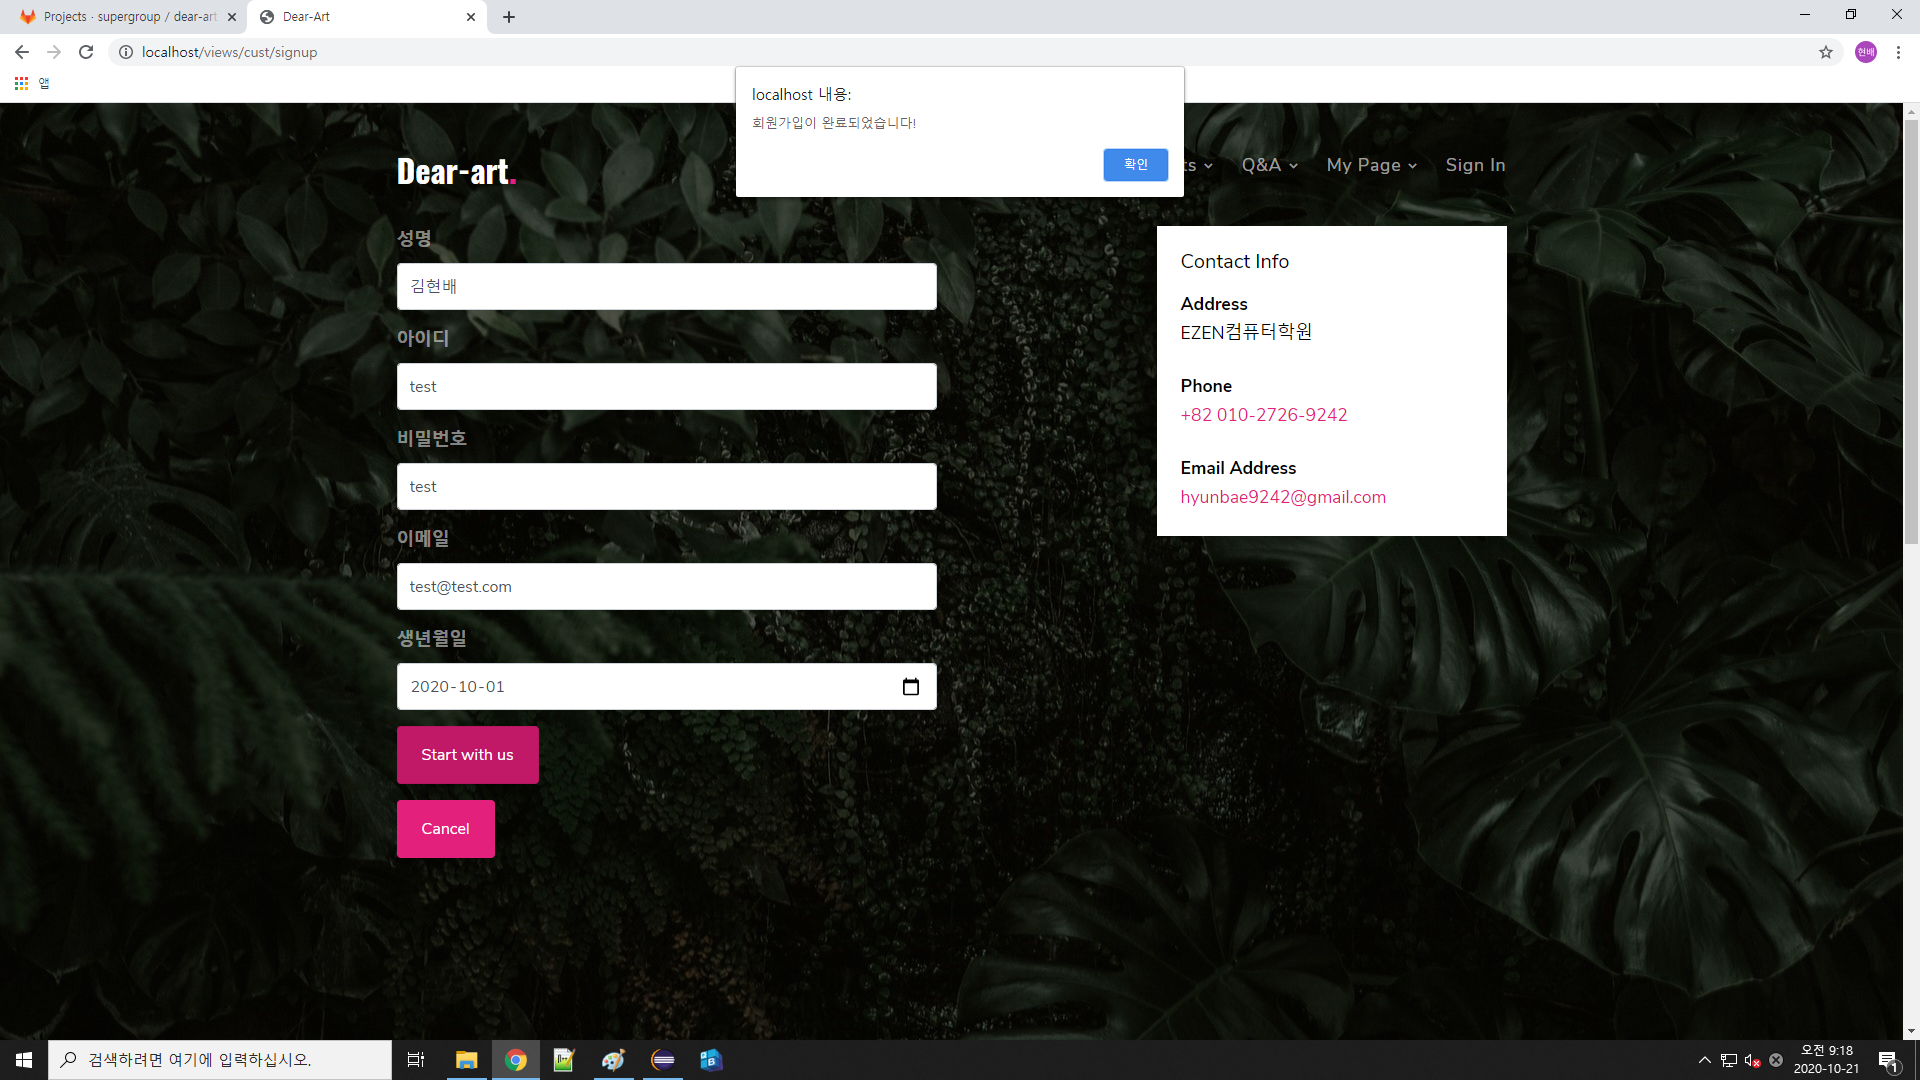 Projects · supergroup / dear-art
Dear-Art
localhost/views/cust/signup
현배
앱
localhost 내용:
회원가입이 완료되었습니다!
확인
Dear-art.
ts
Q&A
My Page
Sign In
성명
김현배
아이디
test
비밀번호
test
이메일
test@test.com
생년월일
2020-10-01
Start with us
Cancel
Contact Info
Address
EZEN컴퓨터학원
Phone
+82 010-2726-9242
Email Address
hyunbae9242@gmail.com
검색하려면 여기에 입력하십시오.
오전 9:18
2020-10-21
1